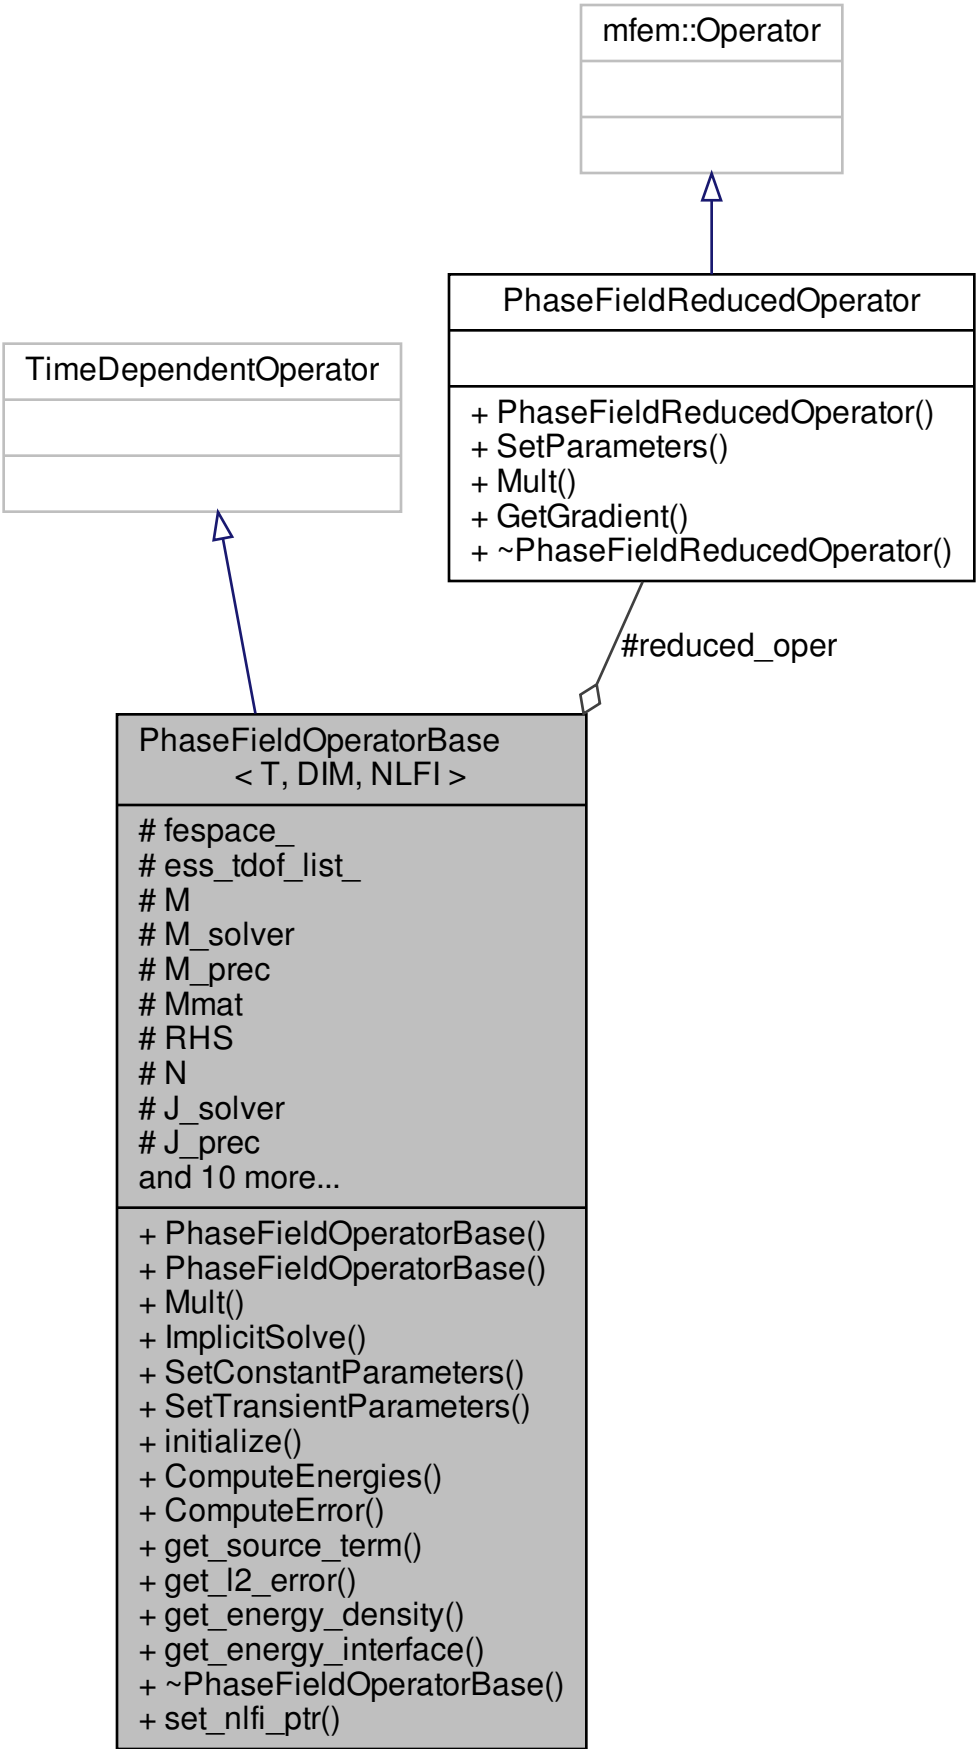 mfem::Operator
PhaseFieldReducedOperator
+ PhaseFieldReducedOperator()
+ SetParameters()
+ Mult()
+ GetGradient()
+ ~PhaseFieldReducedOperator()
TimeDependentOperator
#reduced_oper
PhaseFieldOperatorBase
< T, DIM, NLFI >
# fespace_
# ess_tdof_list_
# M
# M_solver
# M_prec
# Mmat
# RHS
# N
# J_solver
# J_prec
and 10 more...
+ PhaseFieldOperatorBase()
+ PhaseFieldOperatorBase()
+ Mult()
+ ImplicitSolve()
+ SetConstantParameters()
+ SetTransientParameters()
+ initialize()
+ ComputeEnergies()
+ ComputeError()
+ get_source_term()
+ get_l2_error()
+ get_energy_density()
+ get_energy_interface()
+ ~PhaseFieldOperatorBase()
+ set_nlfi_ptr()